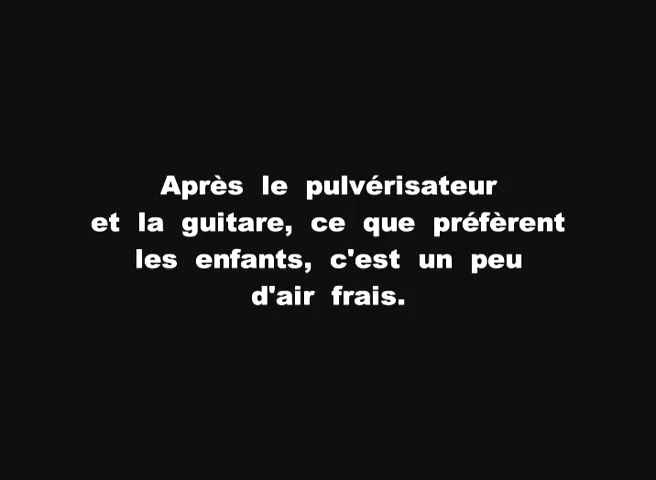 Après le pulvérisateur
et la guitare, ce que préfèrent
les enfants, c'est un peu
d'air frais.